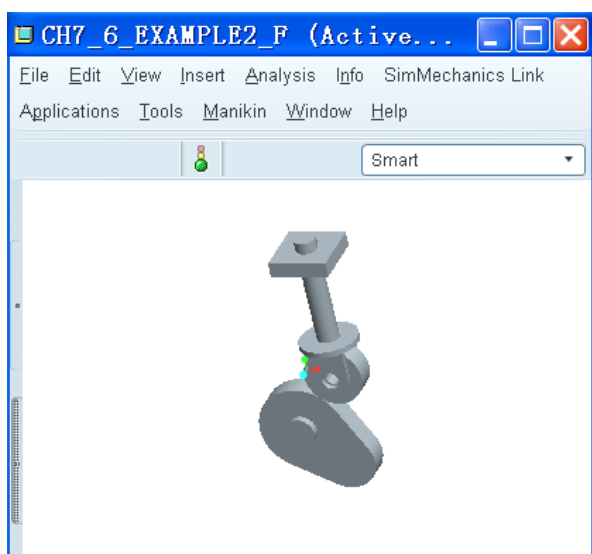 CH7_6_EXAMPLE2_F (Active...
File Edit View Insert Analysis Info SimMechanics Link
Applications Tools Manikin Window Help
Smart